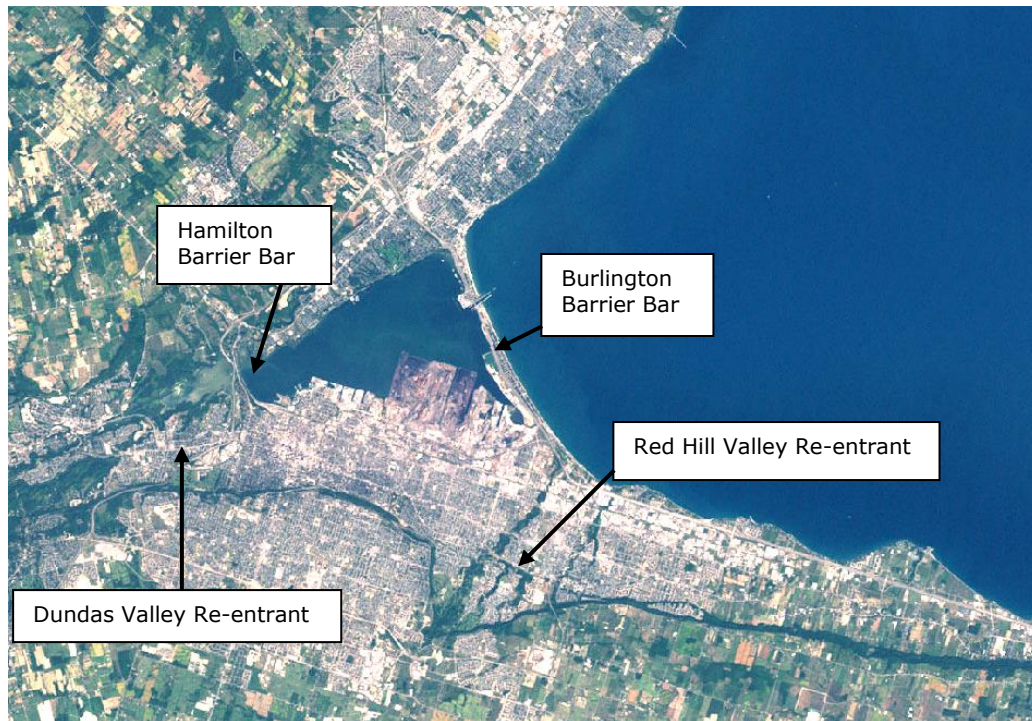 Hamilton
Barrier Bar
Burlington
Barrier Bar
Red Hill Valley Re-entrant
Dundas Valley Re-entrant